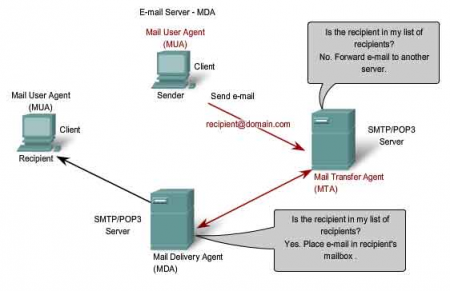 E-mail Server - MDA
Mail User Agent
(MUA)
Client
Sender
Send e-mail
recipient@domain.com
Is the recipient in my list of
recipients?
No. Forward e-mail to another
server.
SMTP/POP3
Server
Mail Transfer Agent
(MTA)
Mail User Agent
(MUA)
Client
Recipient
SMTP/POP3
Server
Mail Delivery Agent
(MDA)
Is the recipient in my list of
recipients?
Yes. Place e-mail in recipient's
mailbox .